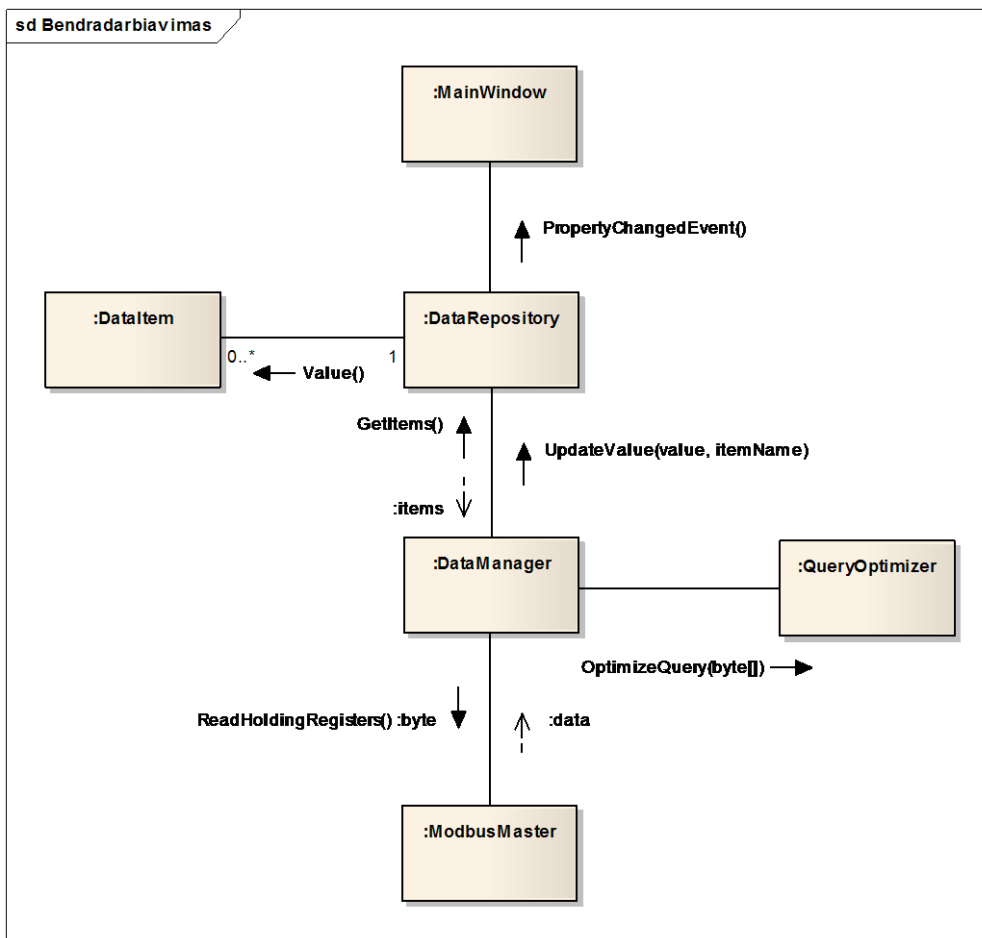 sd Bendradarbiavimas
:MainWindow
PropertyChangedEvent()
:DataItem
:DataRepository
0..*
1
Value()
GetItems()
UpdateValue(value, itemName)
:items
:DataManager
:QueryOptimizer
OptimizeQuery(byte[])
ReadHoldingRegisters() :byte
:data
:ModbusMaster